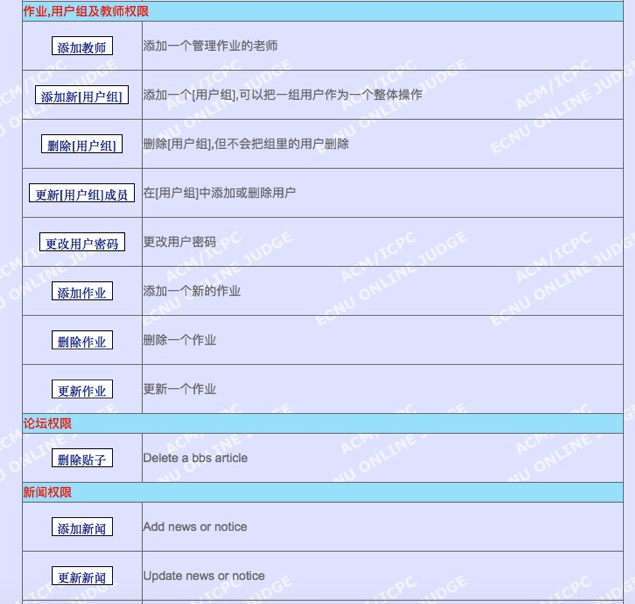 作业,用户组及教师权限
添加教师 添加一个管理作业的老师
添加新[用户组] 添加一个[用户组],可以把一组用户作为一个整体操作
删除[用户组] 删除[用户组],但不会把组里的用户删除
更新[用户组]成员 在[用户组]中添加或删除用户
更改用户密码 更改用户密码
添加作业 添加一个新的作业
删除作业 删除一个作业
更新作业 更新一个作业
论坛权限
删除贴子 Delete a bbs article
新闻权限
添加新闻 Add news or notice
更新新闻 Update news or notice
ACM/ICPC
ECNU ONLINE JUDGE